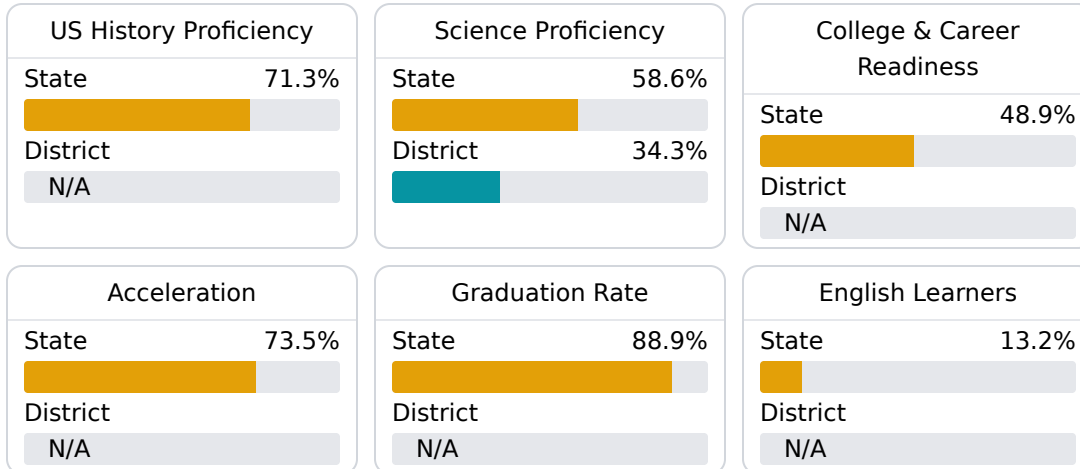 US History Proficiency
State 71.3%
District
N/A
Science Proficiency
State 58.6%
District 34.3%
College & Career
Readiness
State 48.9%
District
N/A
Acceleration
State 73.5%
District
N/A
Graduation Rate
State 88.9%
District
N/A
English Learners
State 13.2%
District
N/A